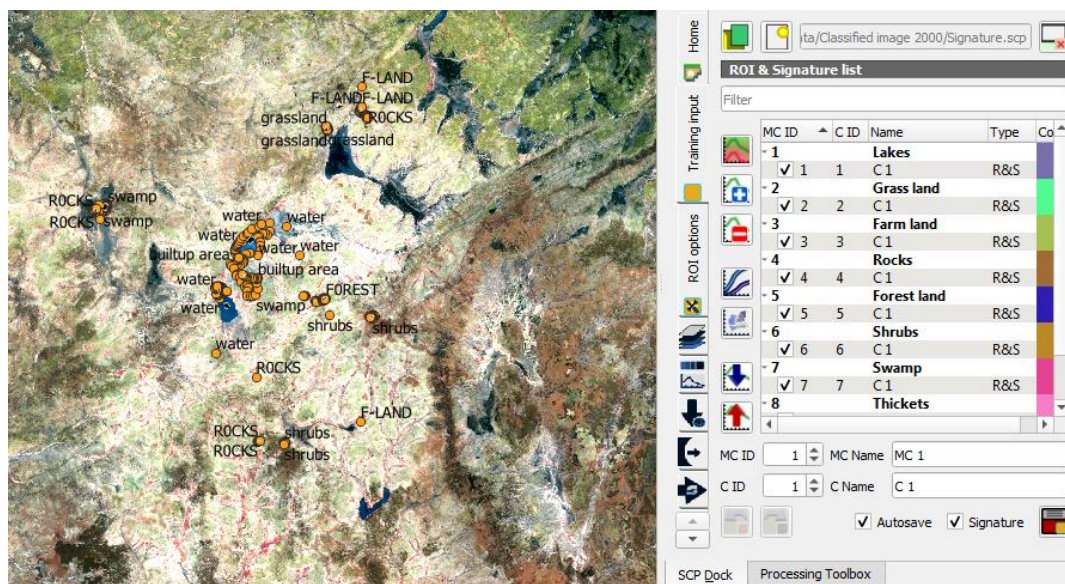 F-LAND
F-LANDF-LAND
R0CKS
grassland
grassland grassland
R0CKS swamp
R0CKS swamp
water water
water
water water
builtup area
builtup area
water
swamp F0REST
water
shrubs shrubs
water
R0CKS
F-LAND
R0CKS shrubs
R0CKS shrubs
Home
Training input
ROI options
ita/Classified image 2000/Signature.scp
ROI & Signature list
Filter
MC ID C ID Name Type Co
1 Lakes
1 1 C 1 R&S
2 Grass land
2 2 C 1 R&S
3 Farm land
3 3 C 1 R&S
4 Rocks
4 4 C 1 R&S
5 Forest land
5 5 C 1 R&S
6 Shrubs
6 6 C 1 R&S
7 Swamp
7 7 C 1 R&S
8 Thickets
MC ID 1 MC Name MC 1
C ID 1 C Name C 1
Autosave Signature
SCP Dock Processing Toolbox